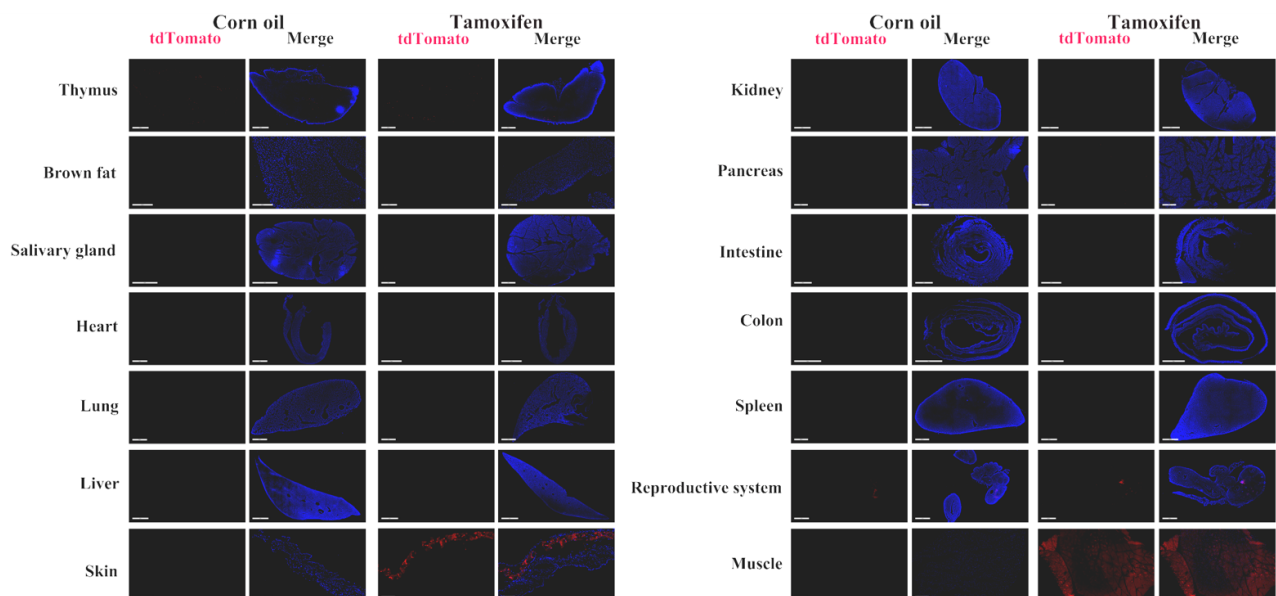 Corn oil Tamoxifen
tdTomato Merge tdTomato Merge
Thymus
Brown fat
Salivary gland
Heart
Lung
Liver
Skin
Corn oil Tamoxifen
tdTomato Merge tdTomato Merge
Kidney
Pancreas
Intestine
Colon
Spleen
Reproductive system
Muscle